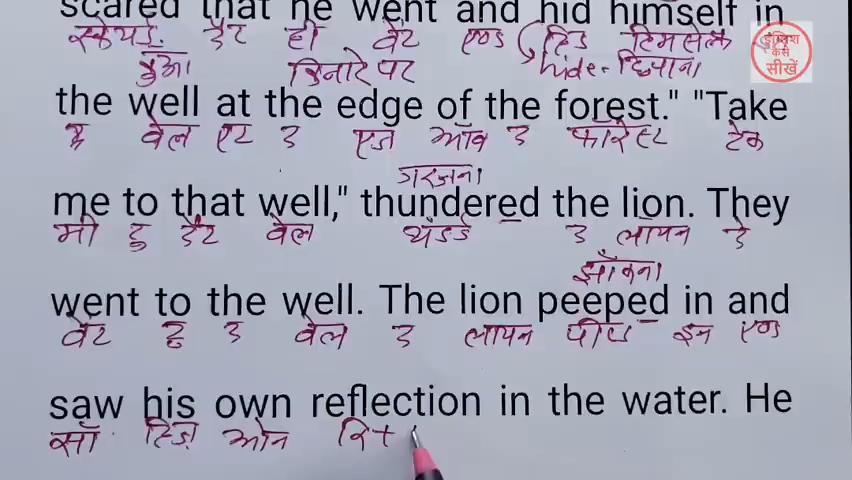 scared that he went and hid himself in
स्केयर्ड डैट ही वेंट एण्ड हिड हिमसेल्फ इन
इंग्लिश कैसे सीखें
कुआ किनारे पर hide - छिपाना
the well at the edge of the forest." "Take
द वेल एट द एज ऑव द फॉरेस्ट टेक
गरजना
me to that well," thundered the lion. They
मी टु डैट वेल थंडर्ड द लायन दे
झाँकना
went to the well. The lion peeped in and
वेंट टु द वेल द लायन पीप्ड इन एण्ड
saw his own reflection in the water. He
सॉ हिज़ ओन रि